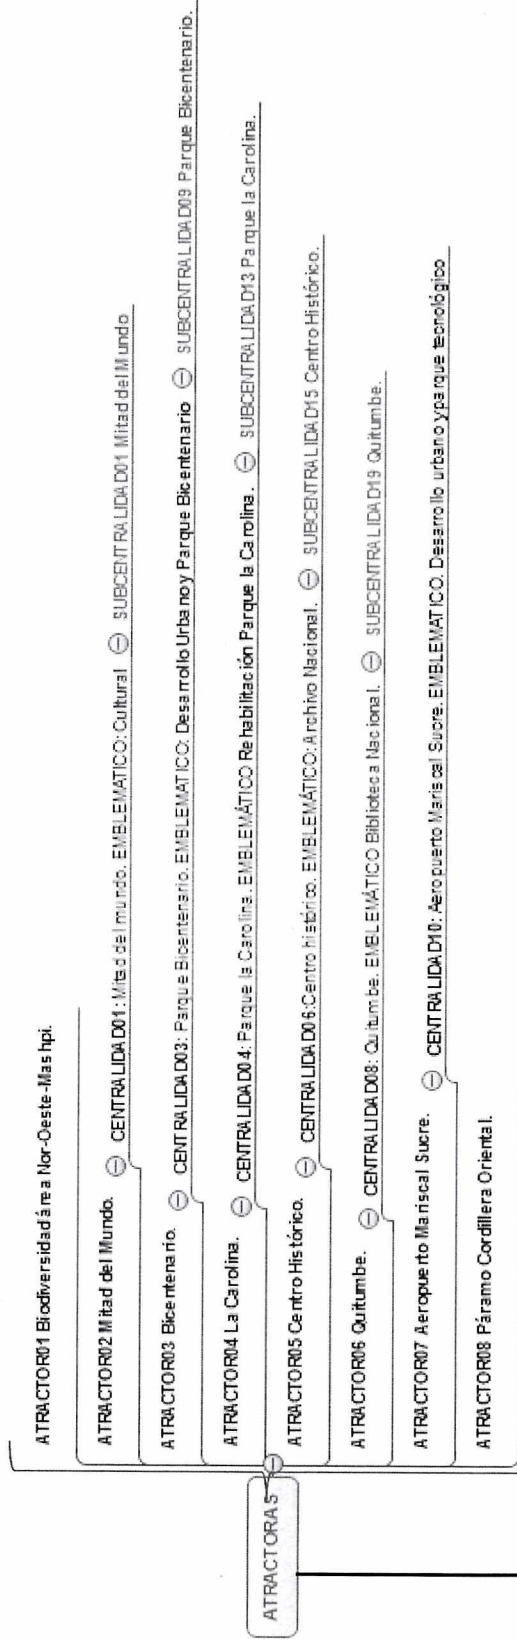 ATRACTORAS
ATRACTOR01 Biodiversidad área Nor-Oeste-Mashpi.
ATRACTOR02 Mitad del Mundo. CENTRALIDAD01: Mitad del mundo. EMBLEMATICO: Cultural SUBCENTRALIDAD01 Mitad del Mundo
ATRACTOR03 Bicentenario. CENTRALIDAD03: Parque Bicentenario. EMBLEMATICO: Desarrollo Urbano y Parque Bicentenario SUBCENTRALIDAD09 Parque Bicentenario.
ATRACTOR04 La Carolina. CENTRALIDAD04: Parque la Carolina. EMBLEMÁTICO Rehabilitación Parque la Carolina. SUBCENTRALIDAD13 Parque la Carolina.
ATRACTOR05 Centro Histórico. CENTRALIDAD06:Centro histórico. EMBLEMÁTICO: Archivo Nacional. SUBCENTRALIDAD15 Centro Histórico.
ATRACTOR06 Quitumbe. CENTRALIDAD08: Quitumbe. EMBLEMÁTICO Biblioteca Nacional. SUBCENTRALIDAD19 Quitumbe.
ATRACTOR07 Aeropuerto Mariscal Sucre. CENTRALIDAD10: Aeropuerto Mariscal Sucre. EMBLEMATICO. Desarrollo urbano y parque tecnológico
ATRACTOR08 Páramo Cordillera Oriental.